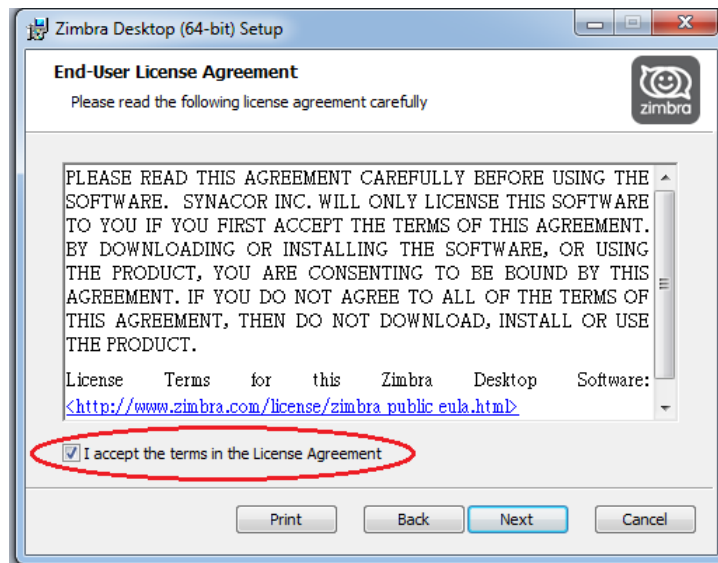 Zimbra Desktop (64-bit) Setup
End-User License Agreement
Please read the following license agreement carefully
zimbra
PLEASE READ THIS AGREEMENT CAREFULLY BEFORE USING THE
SOFTWARE. SYNACOR INC. WILL ONLY LICENSE THIS SOFTWARE
TO YOU IF YOU FIRST ACCEPT THE TERMS OF THIS AGREEMENT.
BY DOWNLOADING OR INSTALLING THE SOFTWARE, OR USING
THE PRODUCT, YOU ARE CONSENTING TO BE BOUND BY THIS
AGREEMENT. IF YOU DO NOT AGREE TO ALL OF THE TERMS OF
THIS AGREEMENT, THEN DO NOT DOWNLOAD, INSTALL OR USE
THE PRODUCT.
License Terms for this Zimbra Desktop Software:
<http://www.zimbra.com/license/zimbra_public_eula.html>
I accept the terms in the License Agreement
Print Back Next Cancel